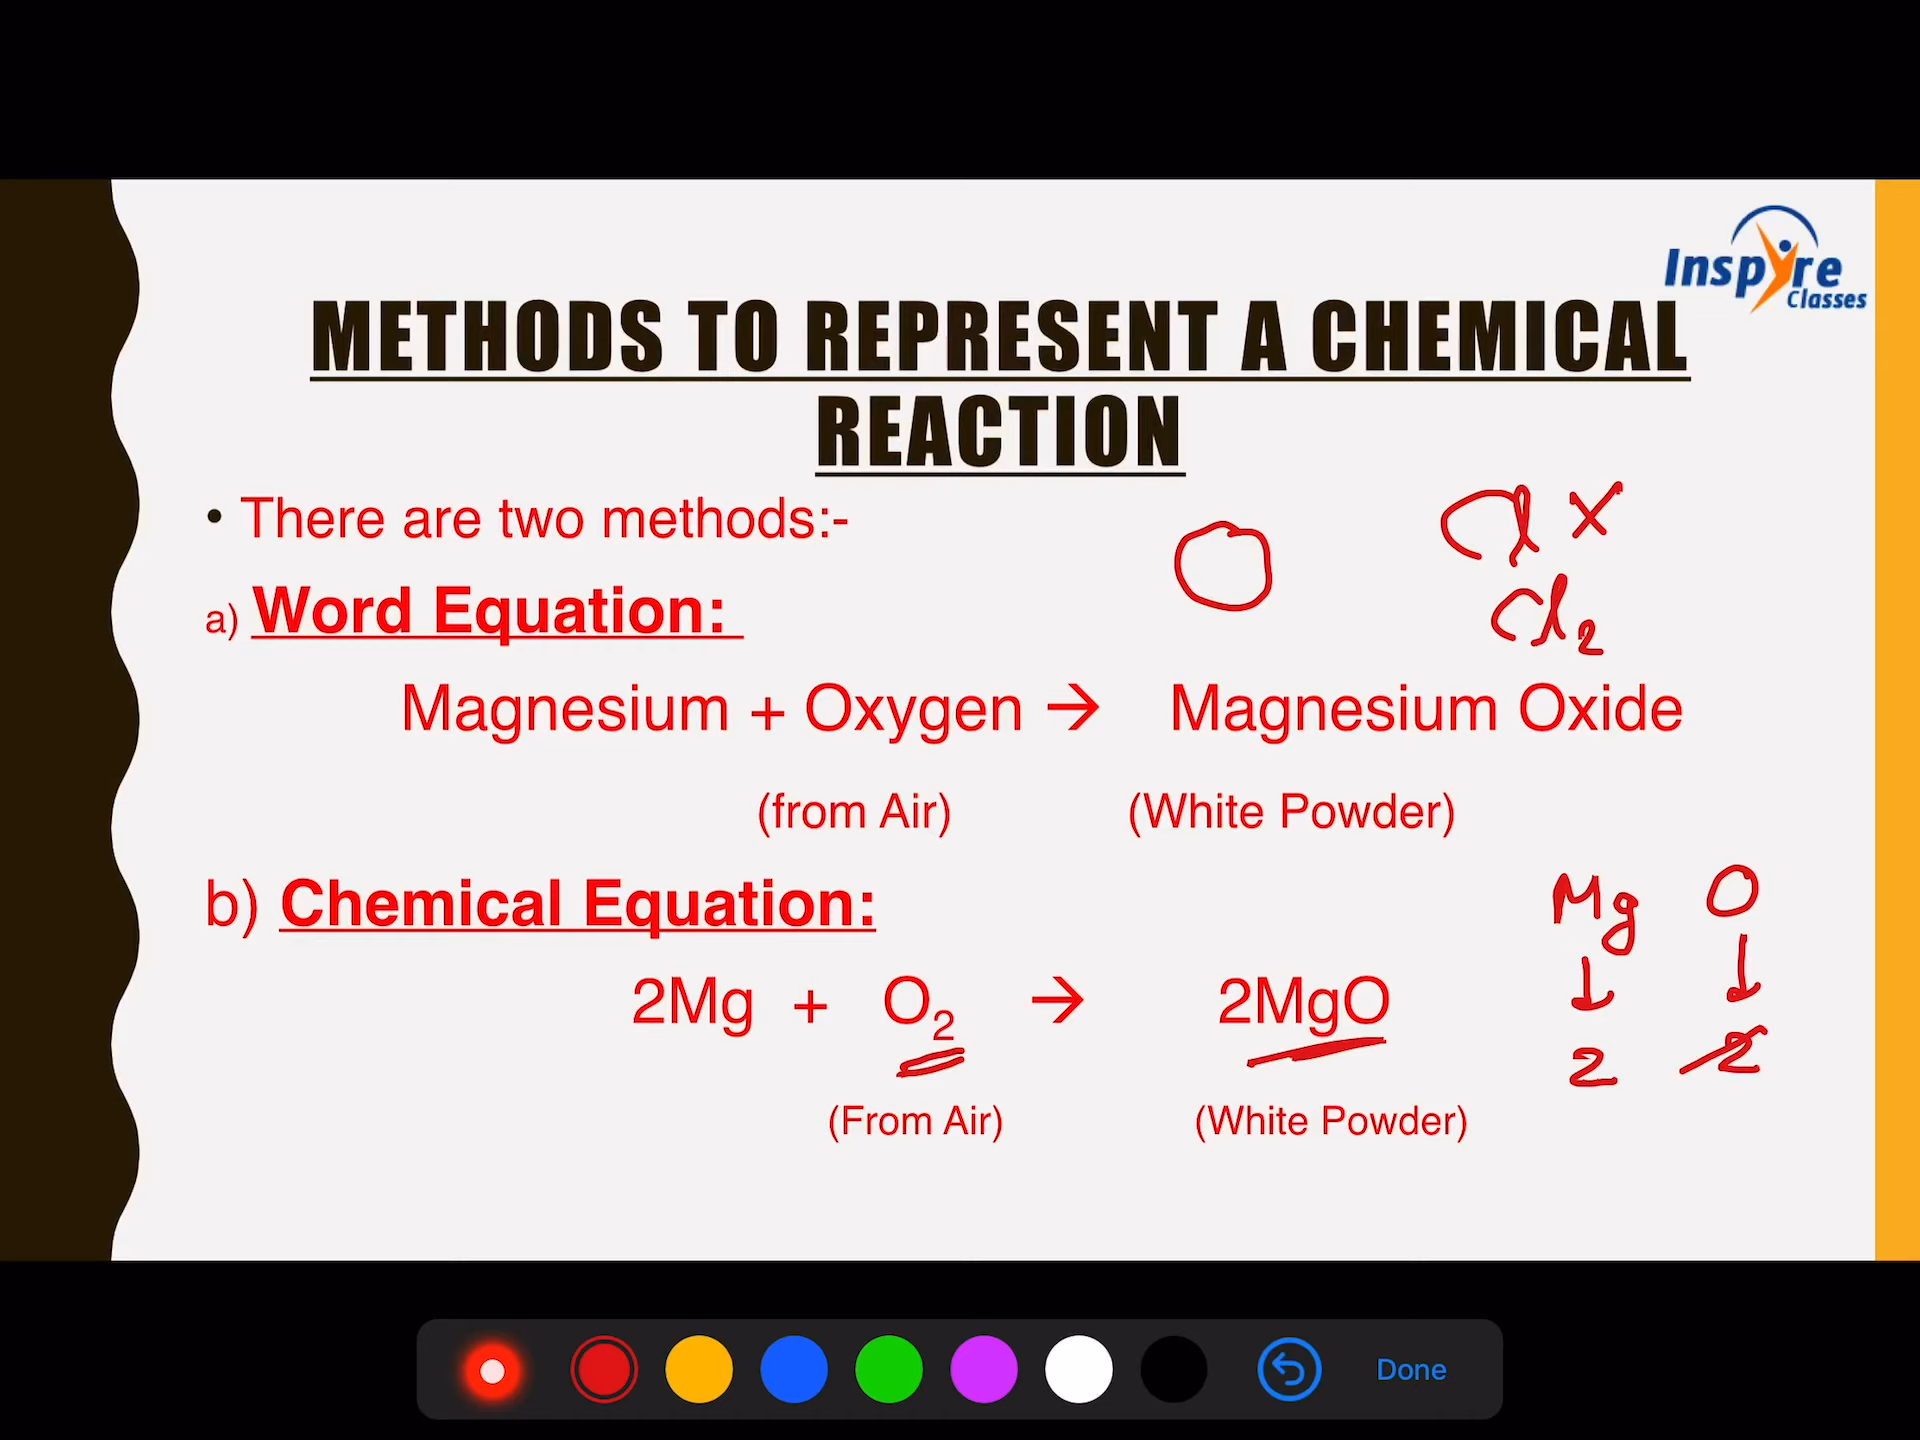 Inspyre
Classes
METHODS TO REPRESENT A CHEMICAL
REACTION
• There are two methods:-
Cl ×
a) Word Equation:
Cl₂
Magnesium + Oxygen → Magnesium Oxide
(from Air) (White Powder)
b) Chemical Equation:
Mg O
↓ ↓
2Mg + O₂ → 2MgO
2 2
(From Air) (White Powder)
Done